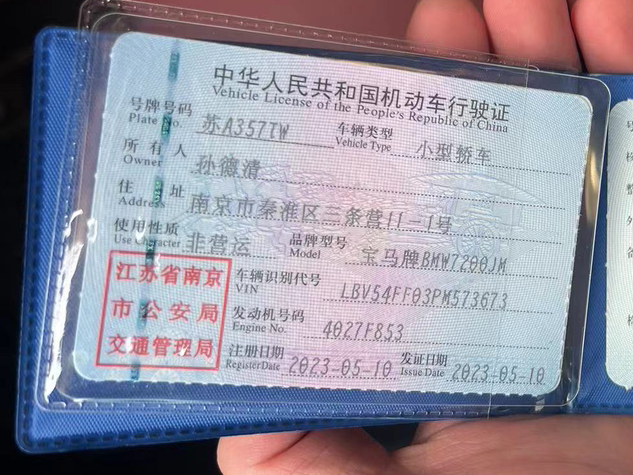 中华人民共和国机动车行驶证
Vehicle License of the People's Republic of China
号牌号码 苏A357TW 车辆类型 小型轿车
Plate No. Vehicle Type
所有人 孙德清
Owner
住址 南京市秦淮区三条营11-1号
Address
使用性质 非营运 品牌型号 宝马牌BMW7200JM
Use Character Model
江苏省南京
市公安局
交通管理局
车辆识别代号 LBV54FF03PM573673
VIN
发动机号码 4027F853
Engine No.
注册日期 2023-05-10 发证日期 2023-05-10
Register Date Issue Date